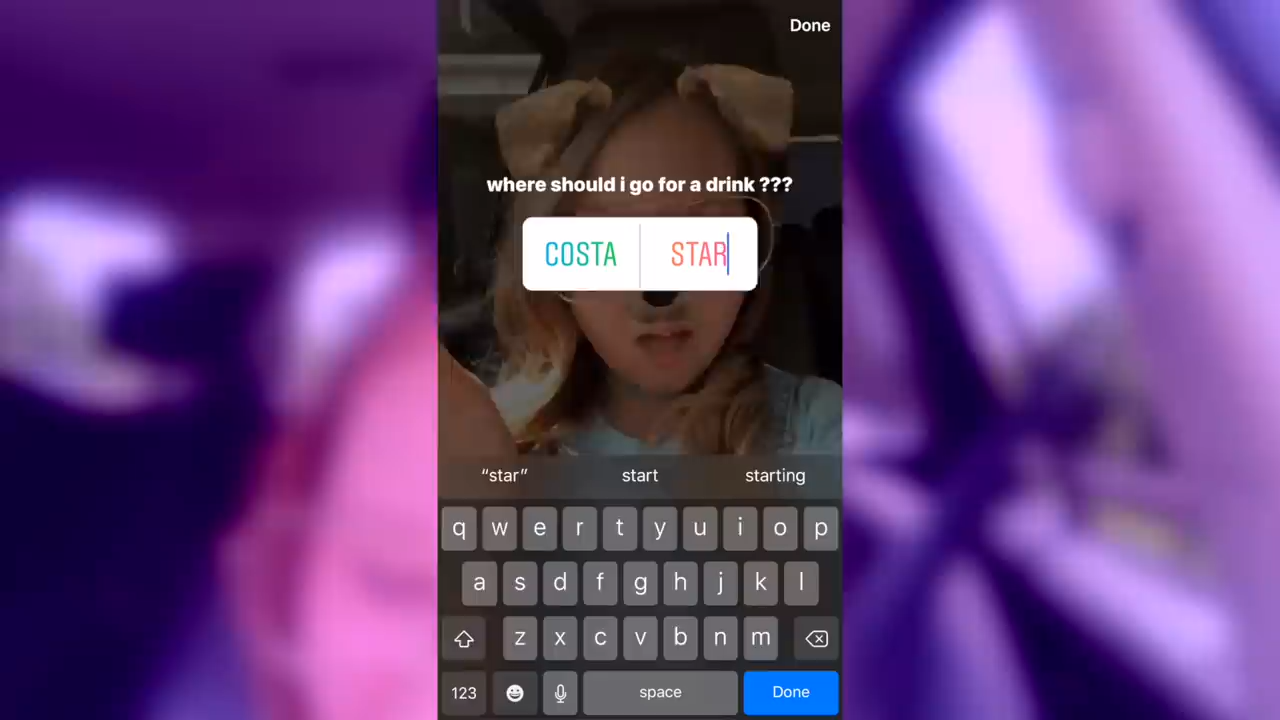 Done
where should i go for a drink ???
COSTA STAR
“star” start starting
q w e r t y u i o p
a s d f g h j k l
z x c v b n m
123 space Done